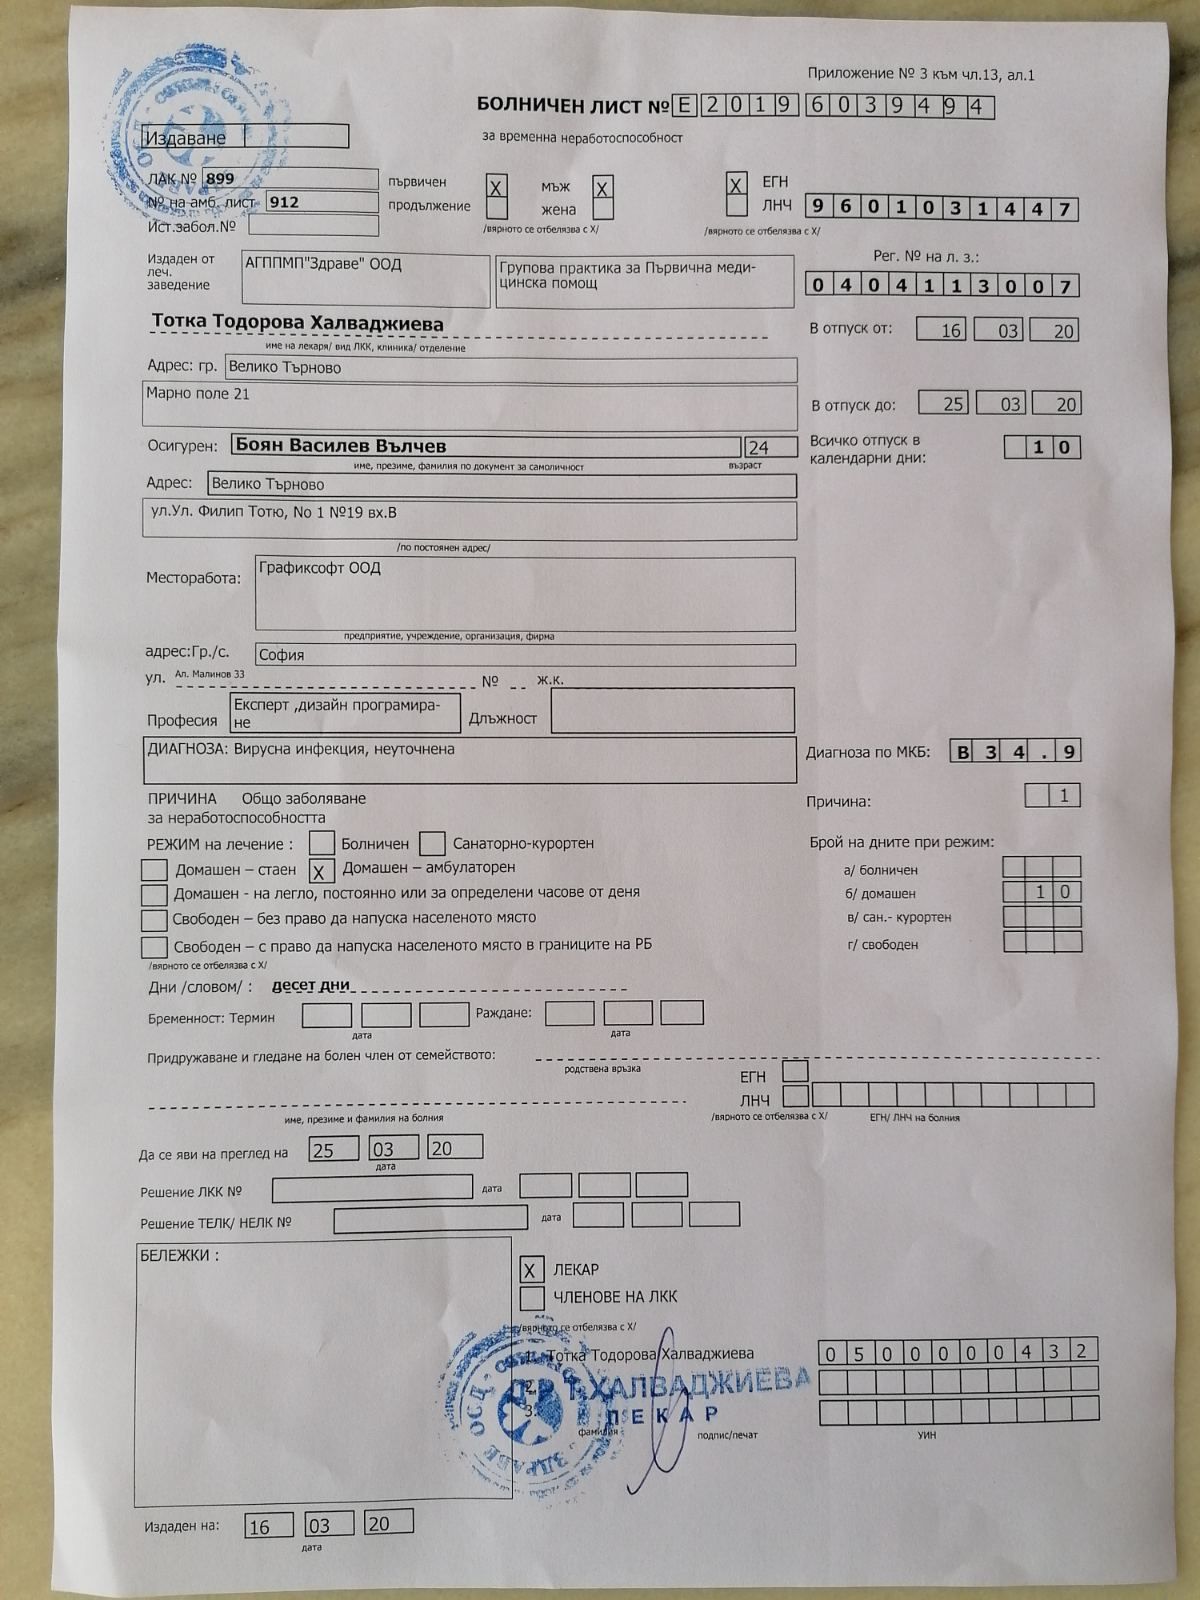 Приложение № 3 към чл.13, ал.1
БОЛНИЧЕН ЛИСТ № Е 2019 6039494
за временна неработоспособност
Издаване
ЛАК № 899
№ на амб. лист 912
Ист.забол.№
първичен X
продължение
мъж X
жена
/вярното се отбелязва с X/
X ЕГН
ЛНЧ 9601031447
/вярното се отбелязва с X/
Издаден от леч. заведение
АГППМП"Здраве" ООД
Групова практика за Първична меди-
цинска помощ
Рег. № на л. з.:
0404113007
Тотка Тодорова Халваджиева
име на лекаря/ вид ЛКК, клиника/ отделение
В отпуск от: 16 03 20
Адрес: гр. Велико Търново
Марно поле 21
В отпуск до: 25 03 20
Осигурен: Боян Василев Вълчев 24
име, презиме, фамилия по документ за самоличност възраст
Всичко отпуск в
календарни дни: 10
Адрес: Велико Търново
ул.Ул. Филип Тотю, No 1 №19 вх.В
/по постоянен адрес/
Месторабота: Графиксофт ООД
предприятие, учреждение, организация, фирма
адрес:Гр./с. София
ул. Ал. Малинов 33 № ж.к.
Професия Експерт ,дизайн програмира-
не
Длъжност
ДИАГНОЗА: Вирусна инфекция, неуточнена
Диагноза по МКБ: B34.9
ПРИЧИНА Общо заболяване
за неработоспособността
Причина: 1
РЕЖИМ на лечение : Болничен Санаторно-курортен
Домашен – стаен X Домашен – амбулаторен
Домашен - на легло, постоянно или за определени часове от деня
Свободен – без право да напуска населеното място
Свободен – с право да напуска населеното място в границите на РБ
/вярното се отбелязва с X/
Брой на дните при режим:
а/ болничен
б/ домашен 10
в/ сан.- курортен
г/ свободен
Дни /словом/ : десет дни
Бременност: Термин Раждане:
дата дата
Придружаване и гледане на болен член от семейството:
родствена връзка
ЕГН
ЛНЧ
име, презиме и фамилия на болния
/вярното се отбелязва с X/ ЕГН/ ЛНЧ на болния
Да се яви на преглед на 25 03 20
дата
Решение ЛКК № дата
Решение ТЕЛК/ НЕЛК № дата
БЕЛЕЖКИ :
X ЛЕКАР
ЧЛЕНОВЕ НА ЛКК
/вярното се отбелязва с X/
1. Тотка Тодорова Халваджиева 0500000432
2.
Д-Р Т.ХАЛВАДЖИЕВА
3.
ЛЕКАР
фамилия подпис/печат УИН
Издаден на: 16 03 20
дата